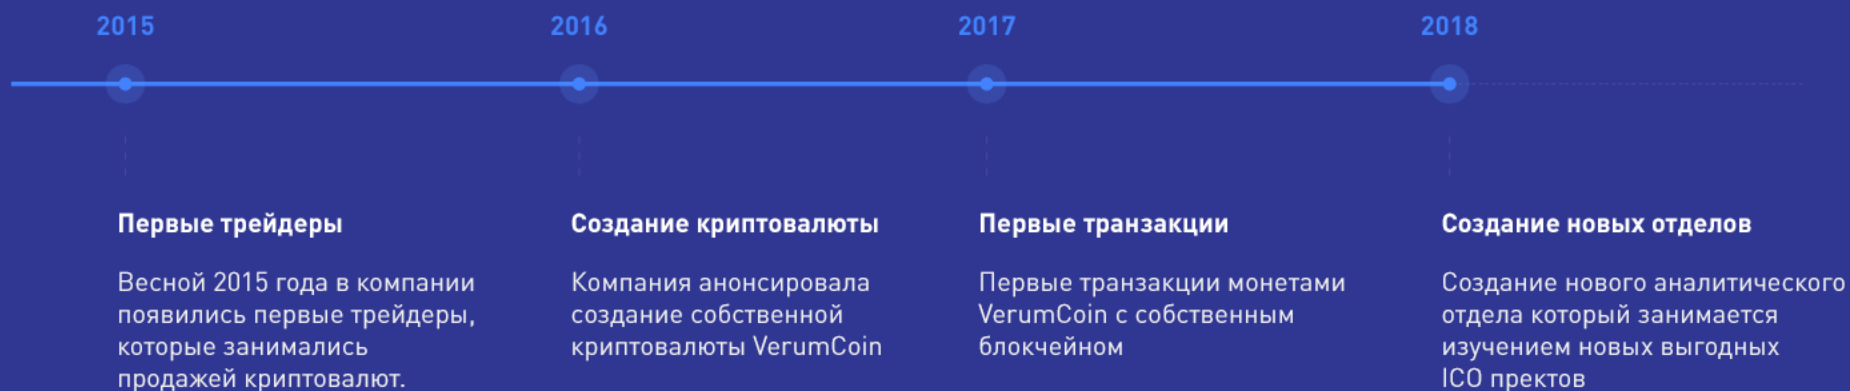 2015
2016
2017
2018
Первые трейдеры
Весной 2015 года в компании
появились первые трейдеры,
которые занимались
продажей криптовалют.
Создание криптовалюты
Компания анонсировала
создание собственной
криптовалюты VerumCoin
Первые транзакции
Первые транзакции монетами
VerumCoin с собственным
блокчейном
Создание новых отделов
Создание нового аналитического
отдела который занимается
изучением новых выгодных
ICO пректов